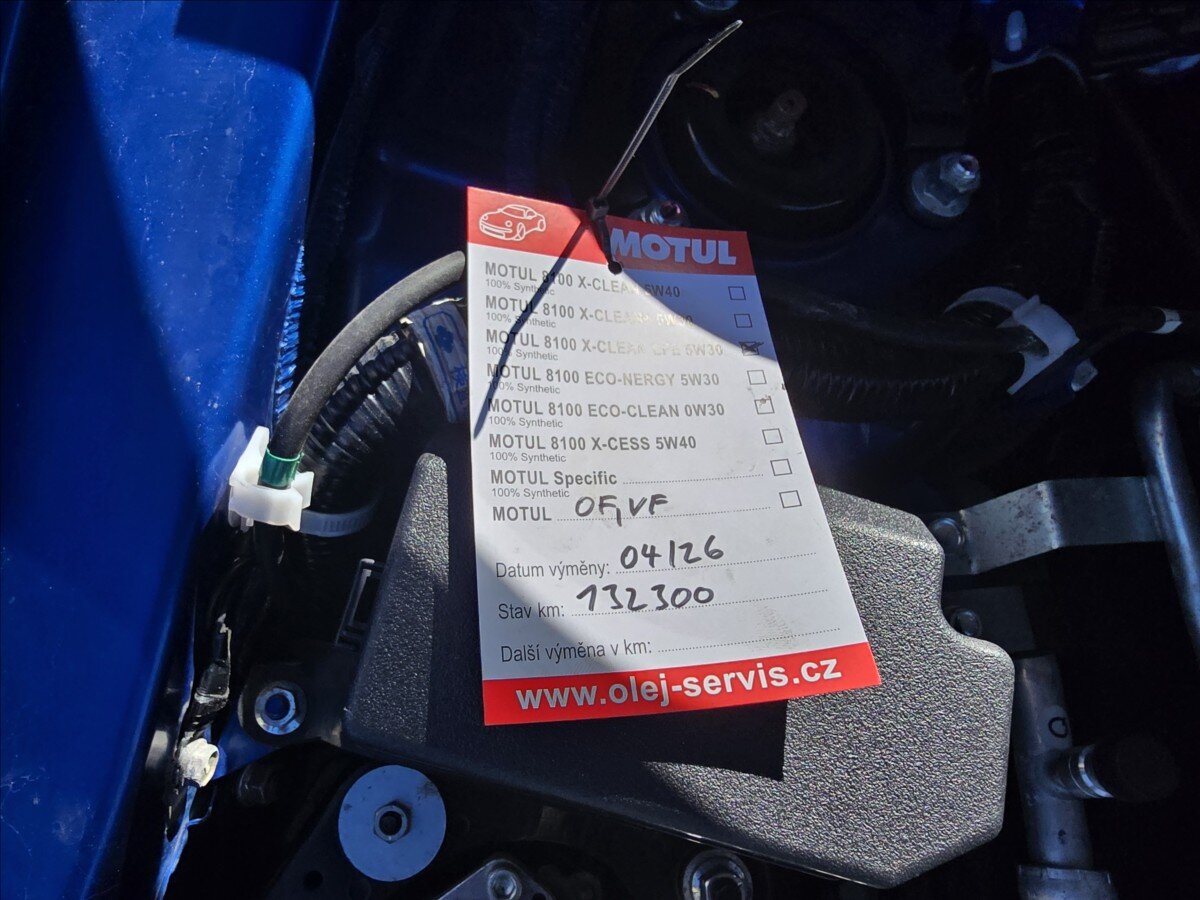 MOTUL
MOTUL 8100 X-CLEAN 5W40
100% Synthetic
MOTUL 8100 X-CLEAN+ 5W30
100% Synthetic
MOTUL 8100 X-CLEAN EFE 5W30
100% Synthetic
MOTUL 8100 ECO-NERGY 5W30
100% Synthetic
MOTUL 8100 ECO-CLEAN 0W30
100% Synthetic
MOTUL 8100 X-CESS 5W40
100% Synthetic
MOTUL Specific
100% Synthetic
MOTUL OF,VF
Datum výměny: 04/26
Stav km: 132300
Další výměna v km:
www.olej-servis.cz